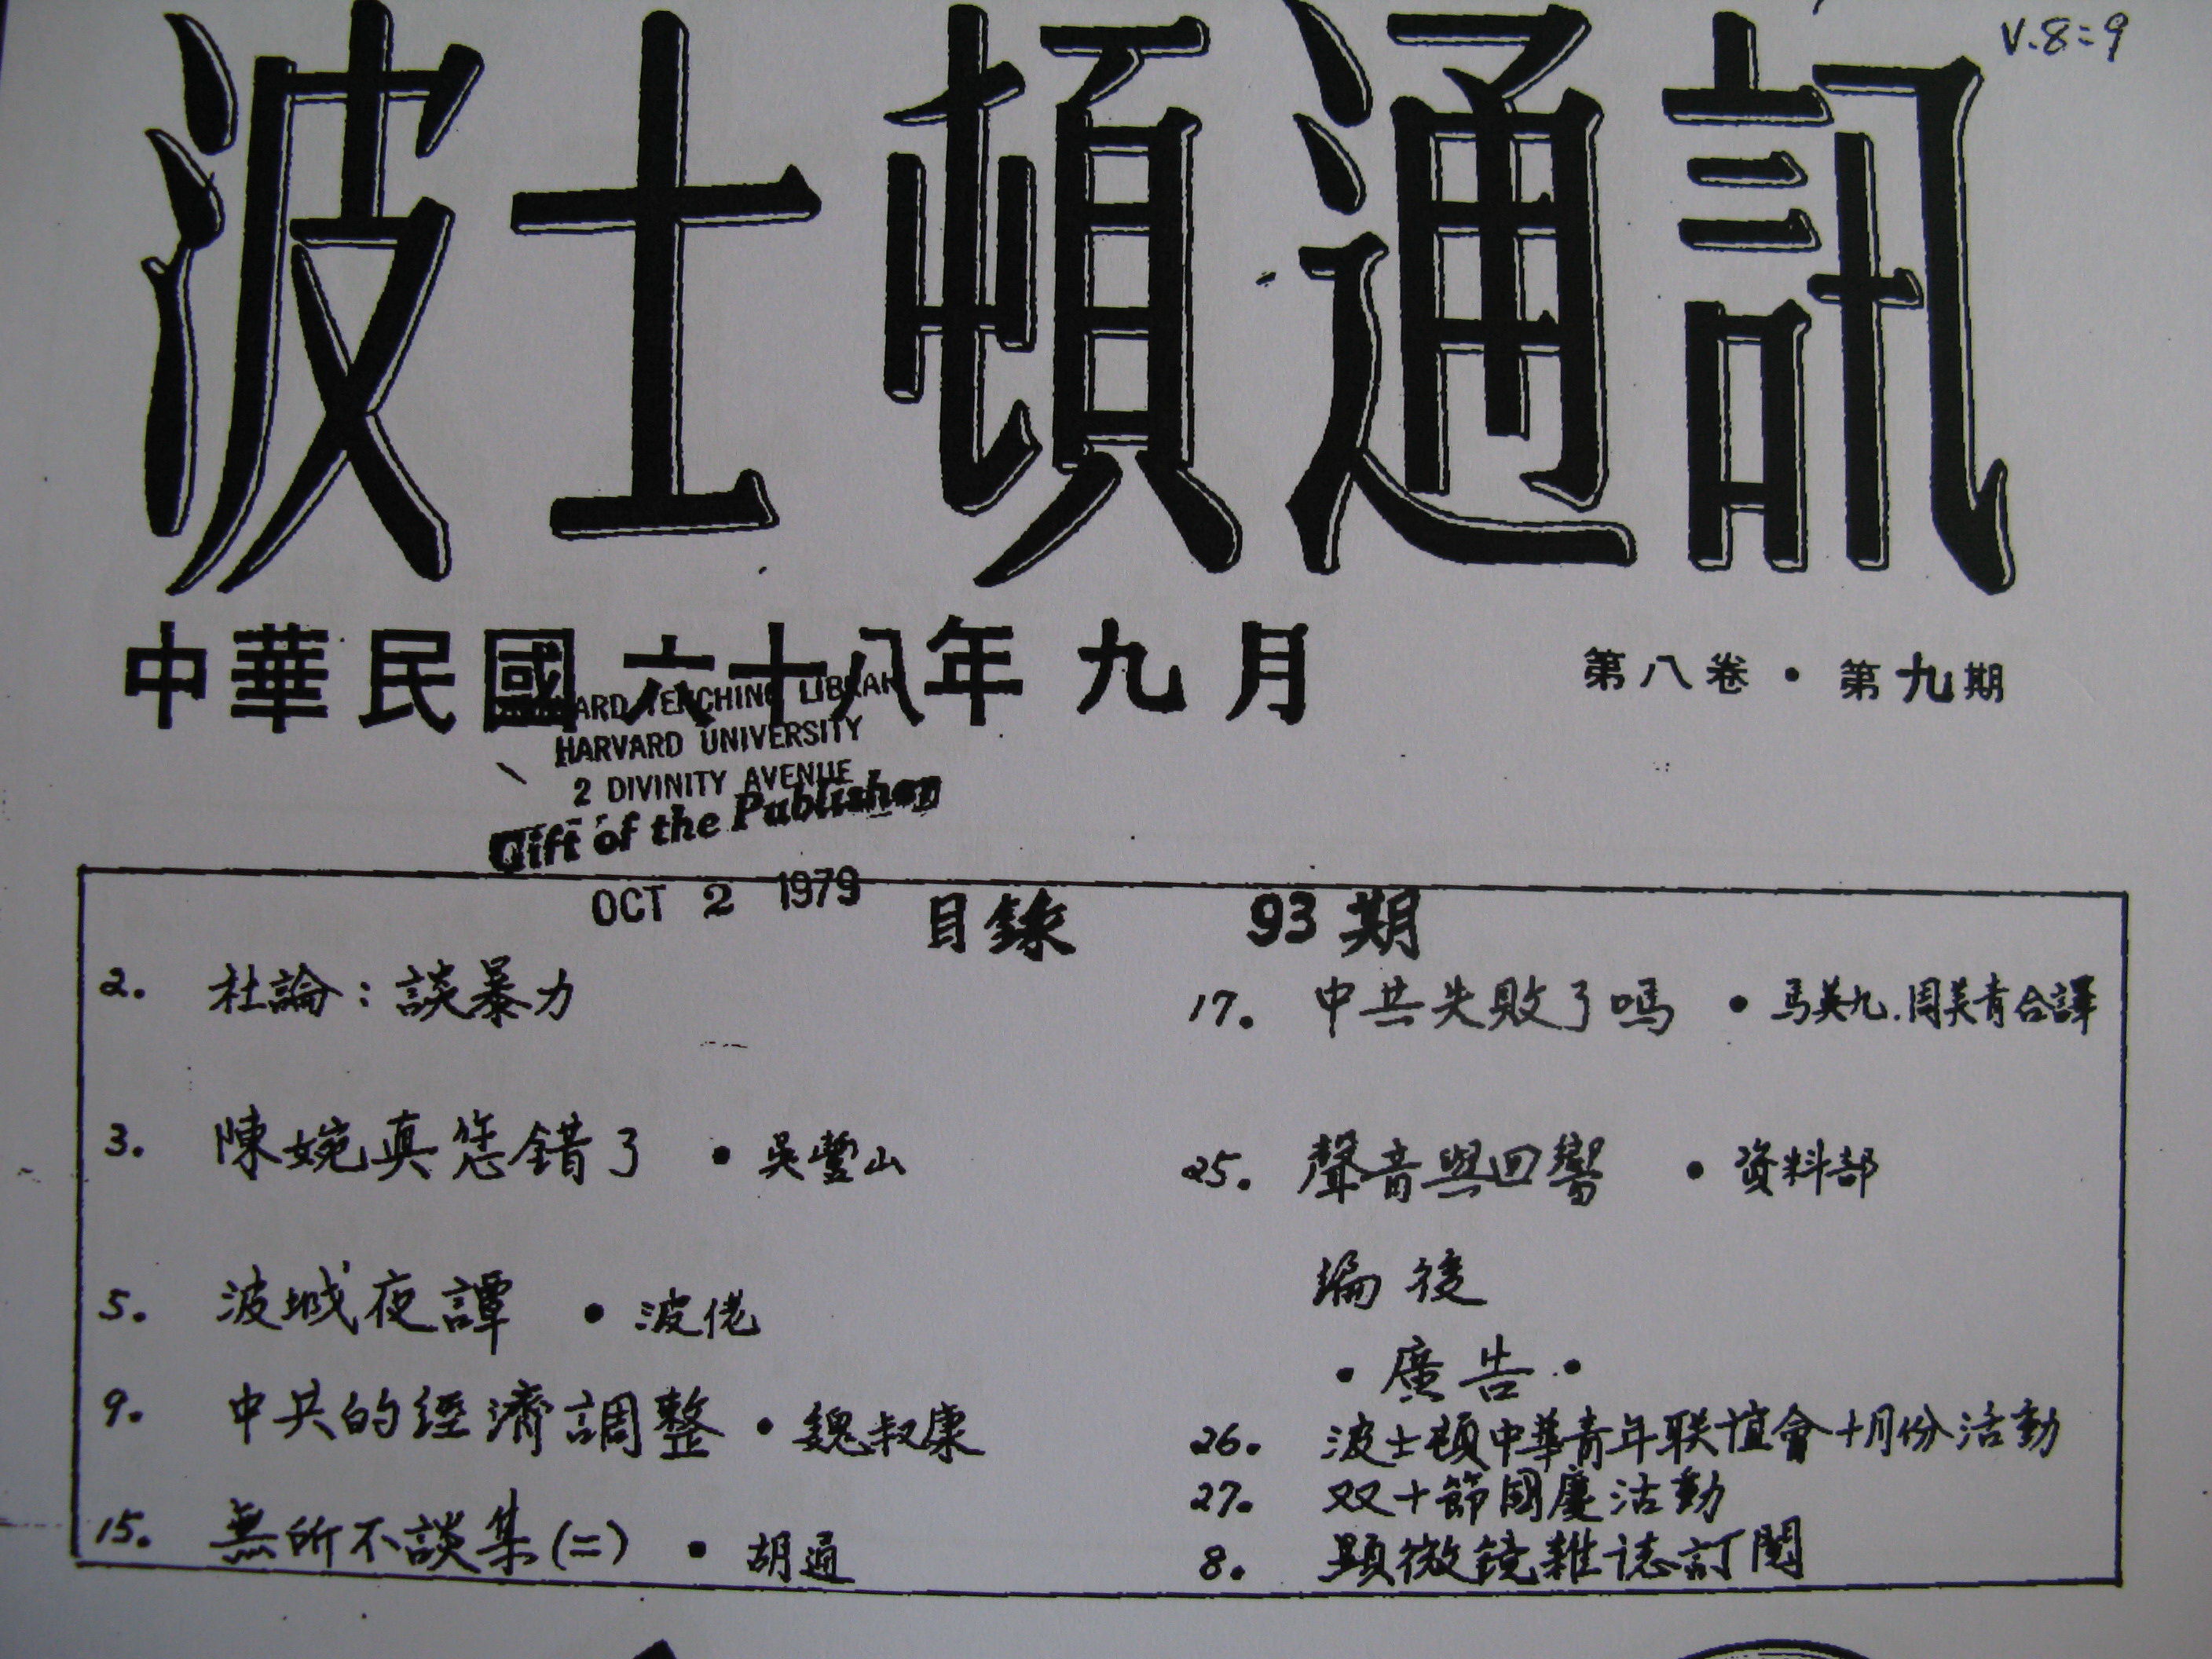 V.8:9
波士頓通訊
中華民國六十八年九月
第八卷・第九期
HARVARD UNIVERSITY
2 DIVINITY AVENUE
Gift of the Publisher
OCT 2 1979
目錄 93期
2. 社論：談暴力
3. 陳婉真您錯了 • 吳豐山
5. 波城夜譚 • 波佬
9. 中共的經濟調整 • 魏叔康
15. 無所不談集(二) • 胡通
17. 中共失敗了嗎 • 馬英九.周美青合譯
25. 聲音與回響 • 資料部
編後
•廣告•
26. 波士頓中華青年联誼會十月份活動
27. 双十節國慶活動
8. 顯微镜雜誌訂閱